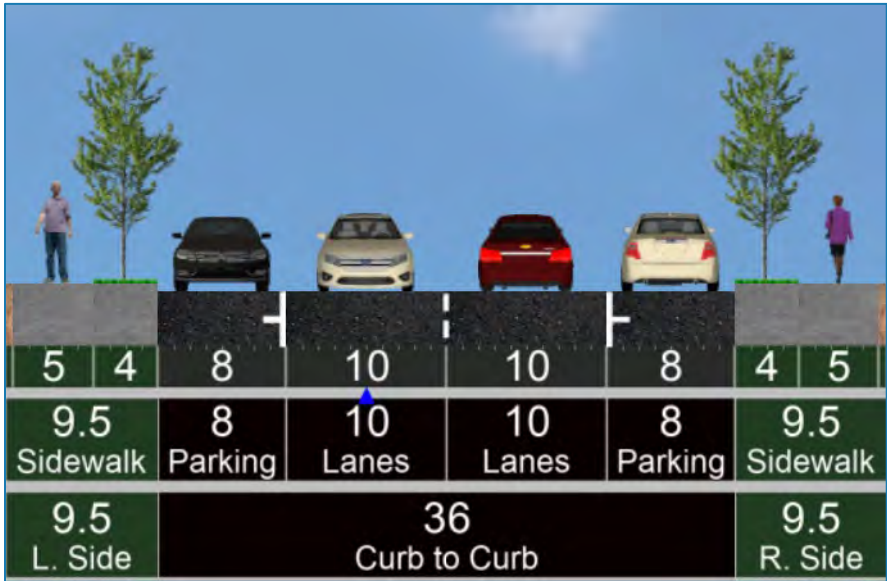 5 4 8 10 10 8 4 5
9.5 8 10 10 8 9.5
Sidewalk Parking Lanes Lanes Parking Sidewalk
9.5 36 9.5
L. Side Curb to Curb R. Side